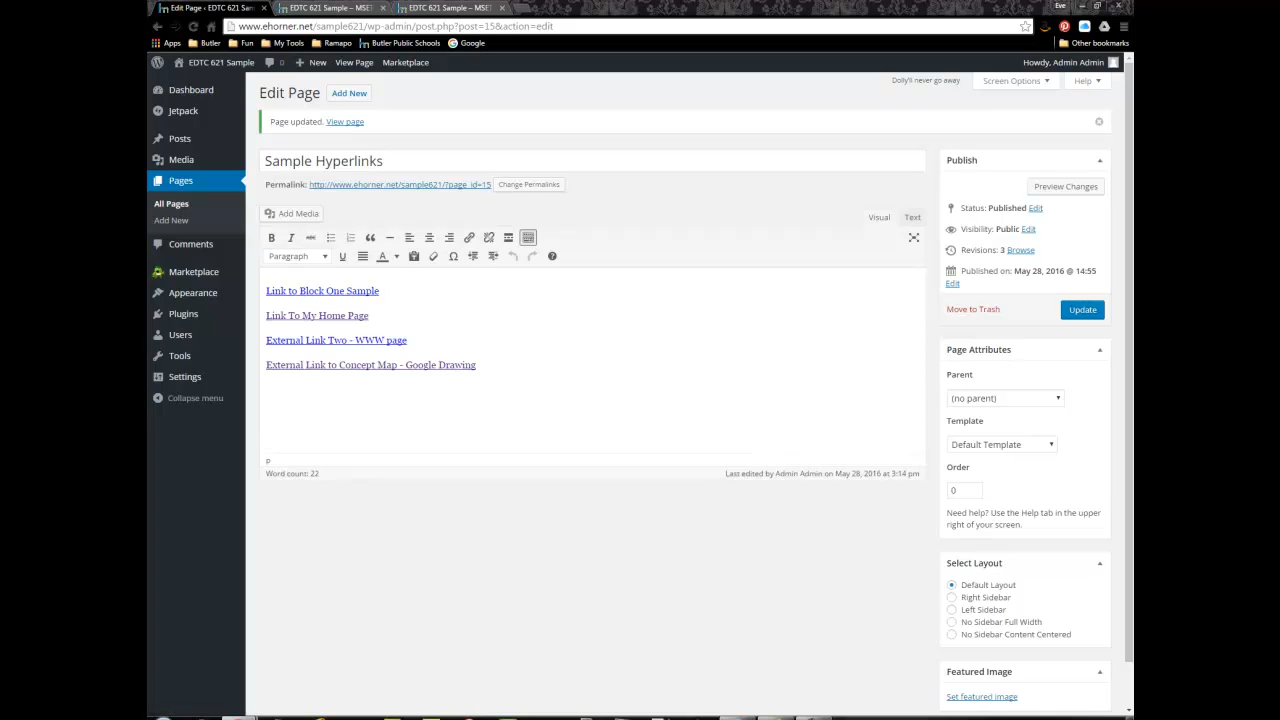 Edit Page ‹ EDTC 621 Sam
EDTC 621 Sample – MSET
EDTC 621 Sample – MSET
Eve
www.ehorner.net/sample621/wp-admin/post.php?post=15&action=edit
Apps
Butler
Fun
My Tools
Ramapo
Butler Public Schools
Google
Other bookmarks
EDTC 621 Sample
0
New
View Page
Marketplace
Howdy, Admin Admin
Dashboard
Jetpack
Posts
Media
Pages
All Pages
Add New
Comments
Marketplace
Appearance
Plugins
Users
Tools
Settings
Collapse menu
Dolly'll never go away
Screen Options
Help
Edit Page
Add New
Page updated. View page
Sample Hyperlinks
Permalink: http://www.ehorner.net/sample621/?page_id=15
Change Permalinks
Add Media
Visual
Text
B I ABC
Paragraph
U
A
Link to Block One Sample
Link To My Home Page
External Link Two - WWW page
External Link to Concept Map - Google Drawing
p
Word count: 22
Last edited by Admin Admin on May 28, 2016 at 3:14 pm
Publish
Preview Changes
Status: Published Edit
Visibility: Public Edit
Revisions: 3 Browse
Published on: May 28, 2016 @ 14:55
Edit
Move to Trash
Update
Page Attributes
Parent
(no parent)
Template
Default Template
Order
0
Need help? Use the Help tab in the upper
right of your screen.
Select Layout
Default Layout
Right Sidebar
Left Sidebar
No Sidebar Full Width
No Sidebar Content Centered
Featured Image
Set featured image